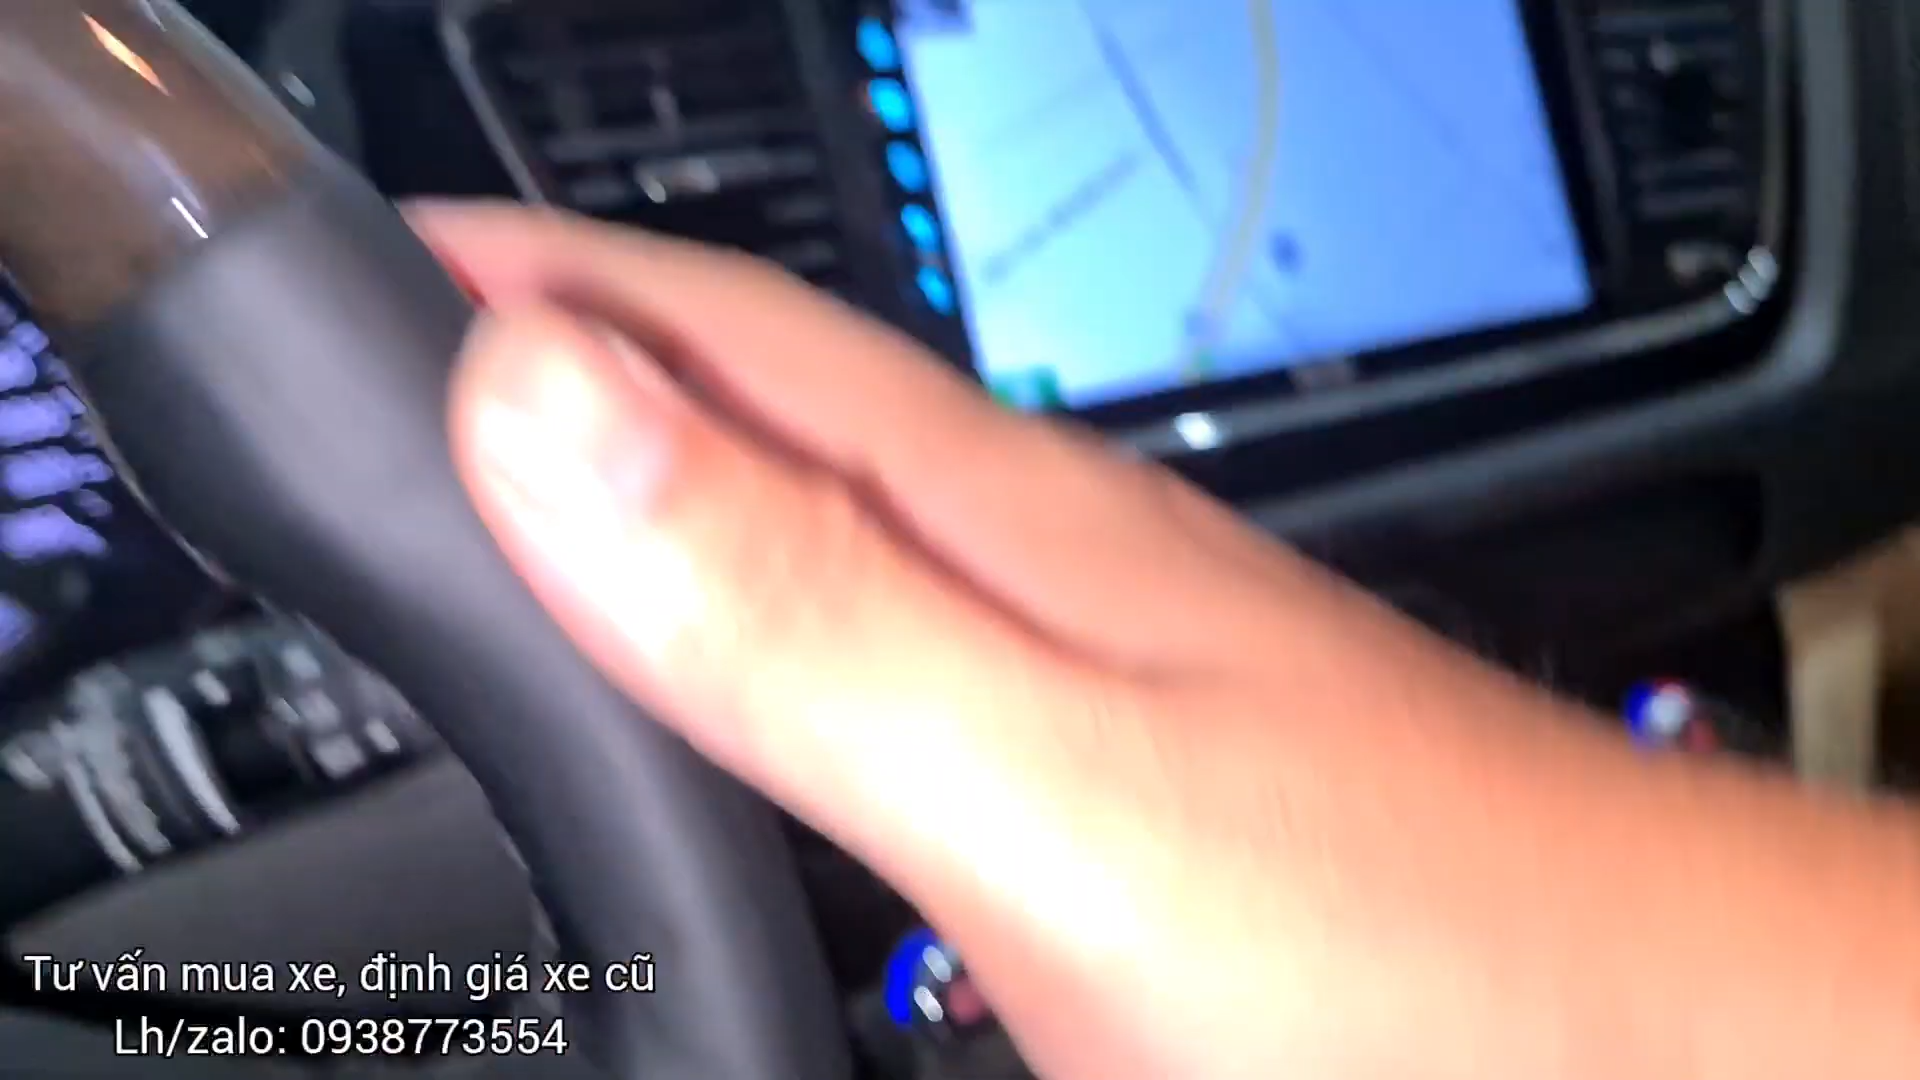 Tư vấn mua xe, định giá xe cũ
Lh/zalo: 0938773554